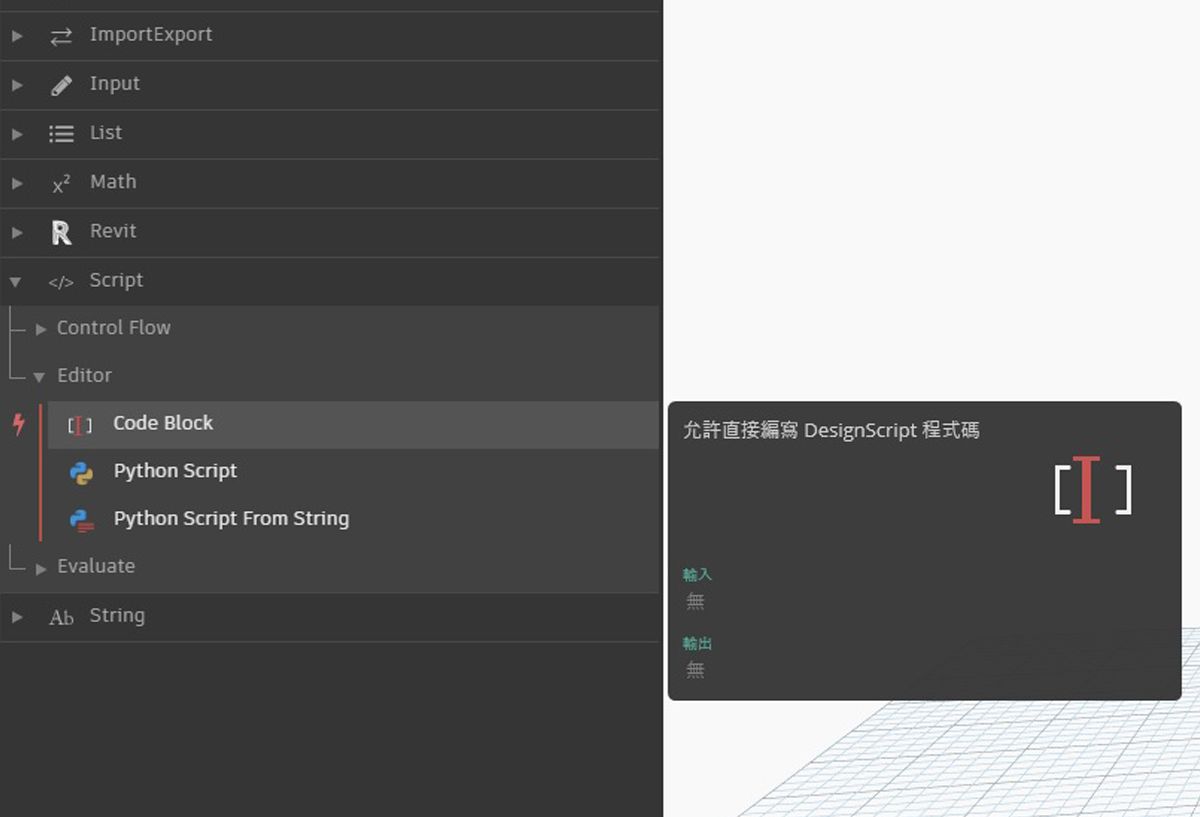 ImportExport
Input
List
x² Math
R Revit
</> Script
Control Flow
Editor
Code Block
Python Script
Python Script From String
Evaluate
Ab String
允許直接編寫 DesignScript 程式碼
輸入
無
輸出
無